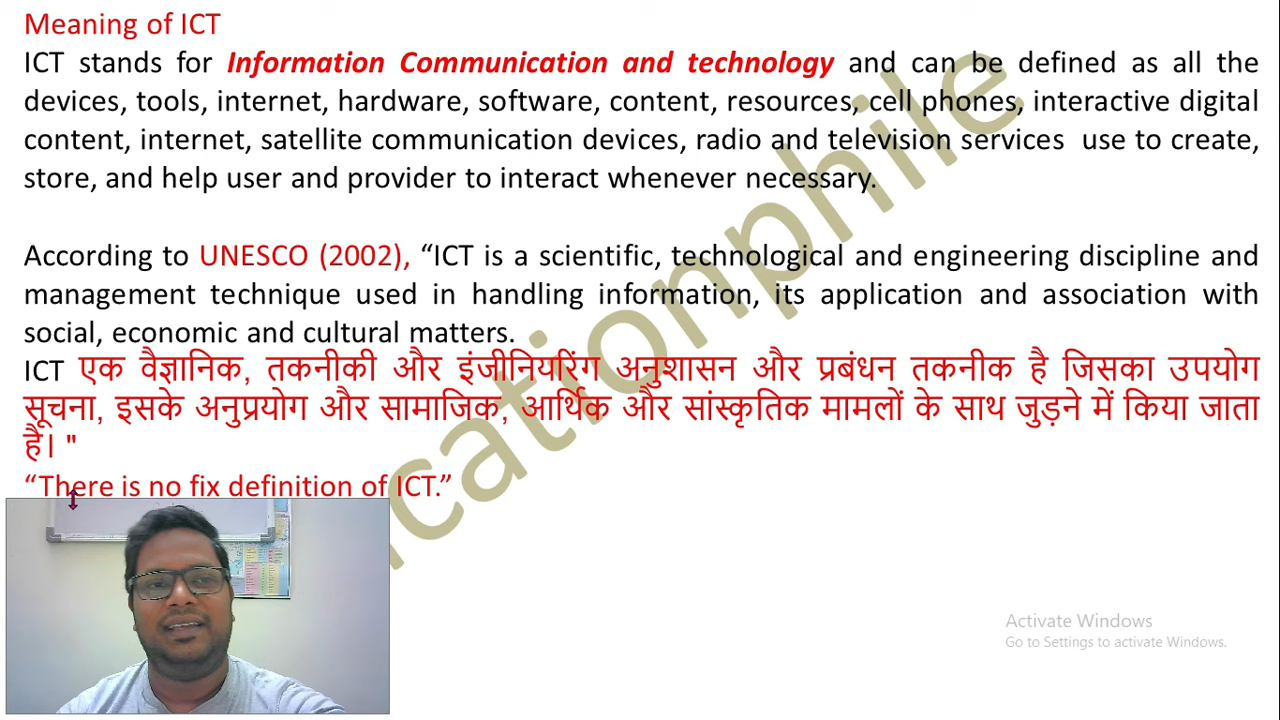 Meaning of ICT
ICT stands for Information Communication and technology and can be defined as all the
devices, tools, internet, hardware, software, content, resources, cell phones, interactive digital
content, internet, satellite communication devices, radio and television services use to create,
store, and help user and provider to interact whenever necessary.
According to UNESCO (2002), “ICT is a scientific, technological and engineering discipline and
management technique used in handling information, its application and association with
social, economic and cultural matters.
ICT एक वैज्ञानिक, तकनीकी और इंजीनियरिंग अनुशासन और प्रबंधन तकनीक है जिसका उपयोग
सूचना, इसके अनुप्रयोग और सामाजिक, आर्थिक और सांस्कृतिक मामलों के साथ जुड़ने में किया जाता
है। "
“There is no fix definition of ICT.”
cationphile
Activate Windows
Go to Settings to activate Windows.